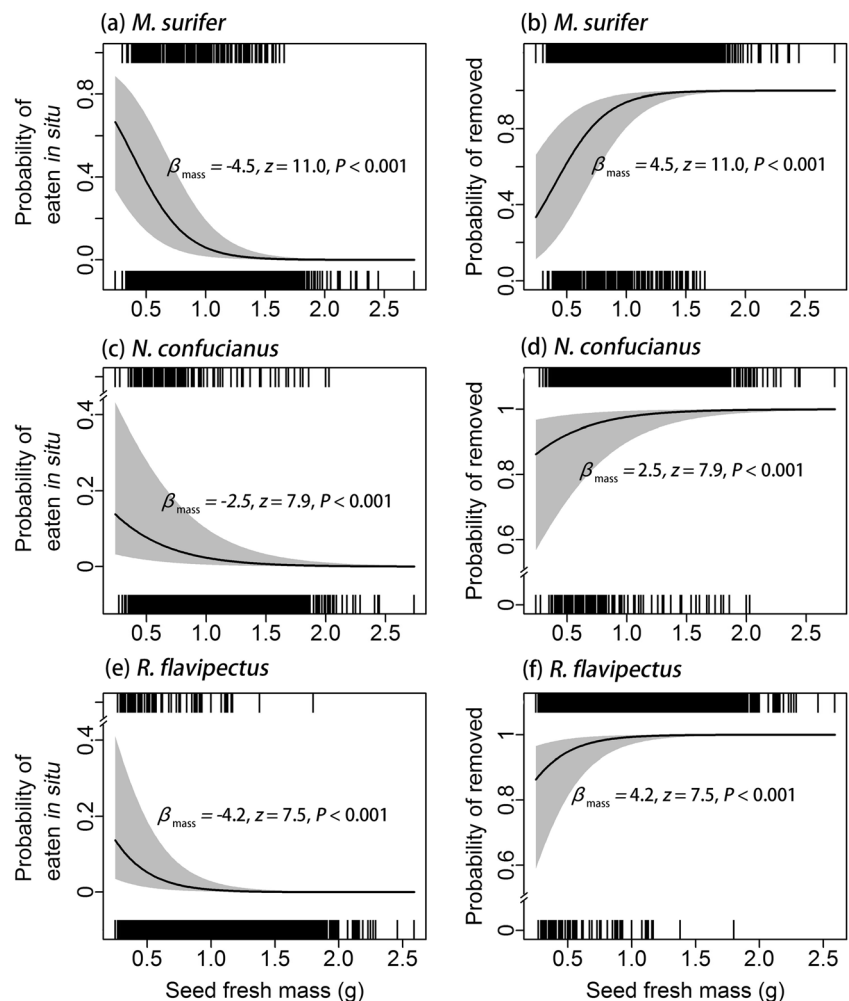 (a) M. surifer
Probability of
eaten in situ
0.8
0.4
0.0
βmass = -4.5, z = 11.0, P < 0.001
0.5 1.0 1.5 2.0 2.5
(b) M. surifer
Probability of removed
0.8
0.4
0.0
βmass = 4.5, z = 11.0, P < 0.001
0.5 1.0 1.5 2.0 2.5
(c) N. confucianus
Probability of
eaten in situ
0.4
0.2
0
βmass = -2.5, z = 7.9, P < 0.001
0.5 1.0 1.5 2.0 2.5
(d) N. confucianus
Probability of removed
1
0.8
0.6
0
βmass = 2.5, z = 7.9, P < 0.001
0.5 1.0 1.5 2.0 2.5
(e) R. flavipectus
Probability of
eaten in situ
0.4
0.2
0
βmass = -4.2, z = 7.5, P < 0.001
0.5 1.0 1.5 2.0 2.5
Seed fresh mass (g)
(f) R. flavipectus
Probability of removed
1
0.8
0.6
0
βmass = 4.2, z = 7.5, P < 0.001
0.5 1.0 1.5 2.0 2.5
Seed fresh mass (g)